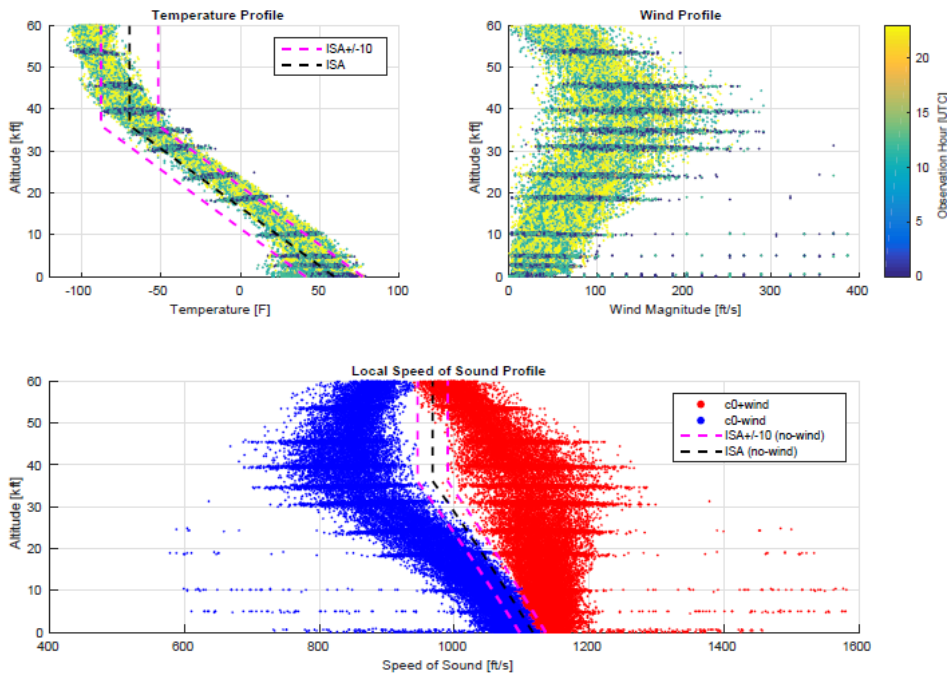 Temperature Profile
60
50
40
30
20
10
0
Altitude [kft]
-100
-50
0
50
100
Temperature [F]
ISA+/-10
ISA
Wind Profile
60
50
40
30
20
10
0
Altitude [kft]
0
100
200
300
400
Wind Magnitude [ft/s]
20
15
10
5
0
Observation Hour [UTC]
Local Speed of Sound Profile
60
50
40
30
20
10
0
Altitude [kft]
400
600
800
1000
1200
1400
1600
Speed of Sound [ft/s]
c0+wind
c0-wind
ISA+/-10 (no-wind)
ISA (no-wind)